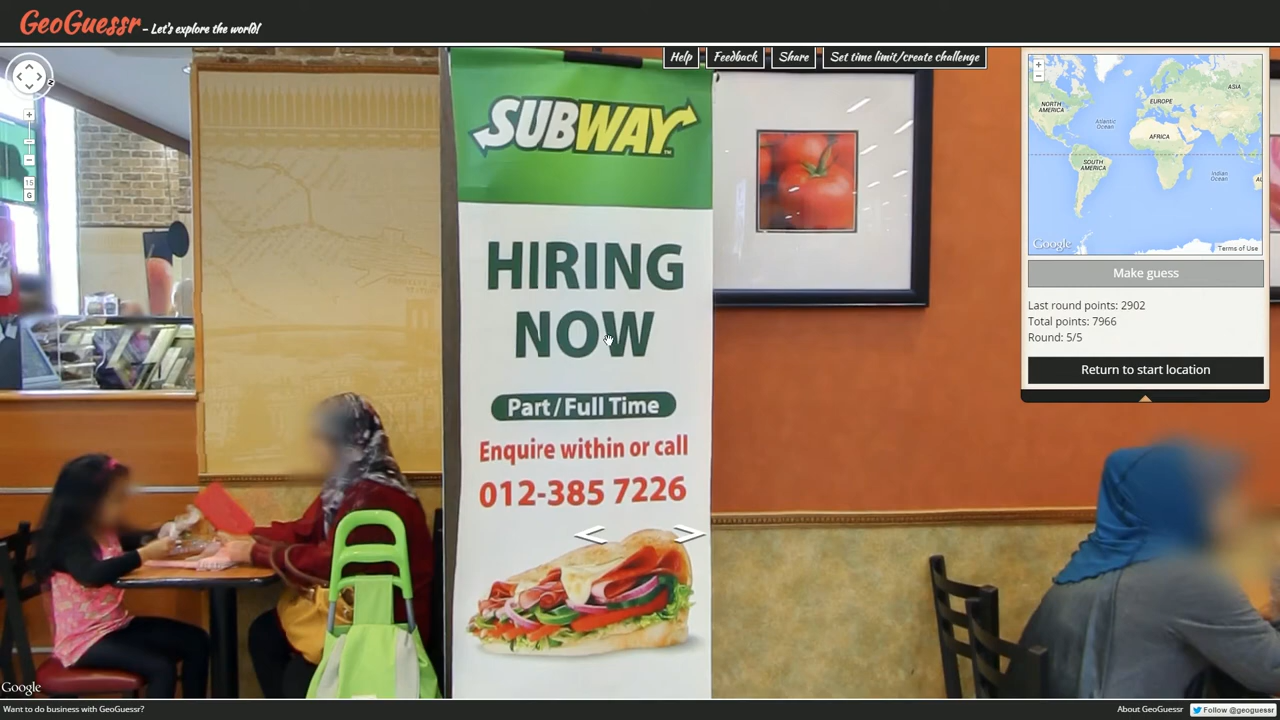 GeoGuessr - Let's explore the world!
Help
Feedback
Share
Set time limit/create challenge
SUBWAY
TM
HIRING
NOW
Part / Full Time
Enquire within or call
012-385 7226
NORTH
AMERICA
Atlantic
Ocean
EUROPE
ASIA
AFRICA
SOUTH
AMERICA
Indian
Ocean
AU
Google
Terms of Use
Make guess
Last round points: 2902
Total points: 7966
Round: 5/5
Return to start location
15
G
N
Google
Want to do business with GeoGuessr?
About GeoGuessr
Follow @geoguessr